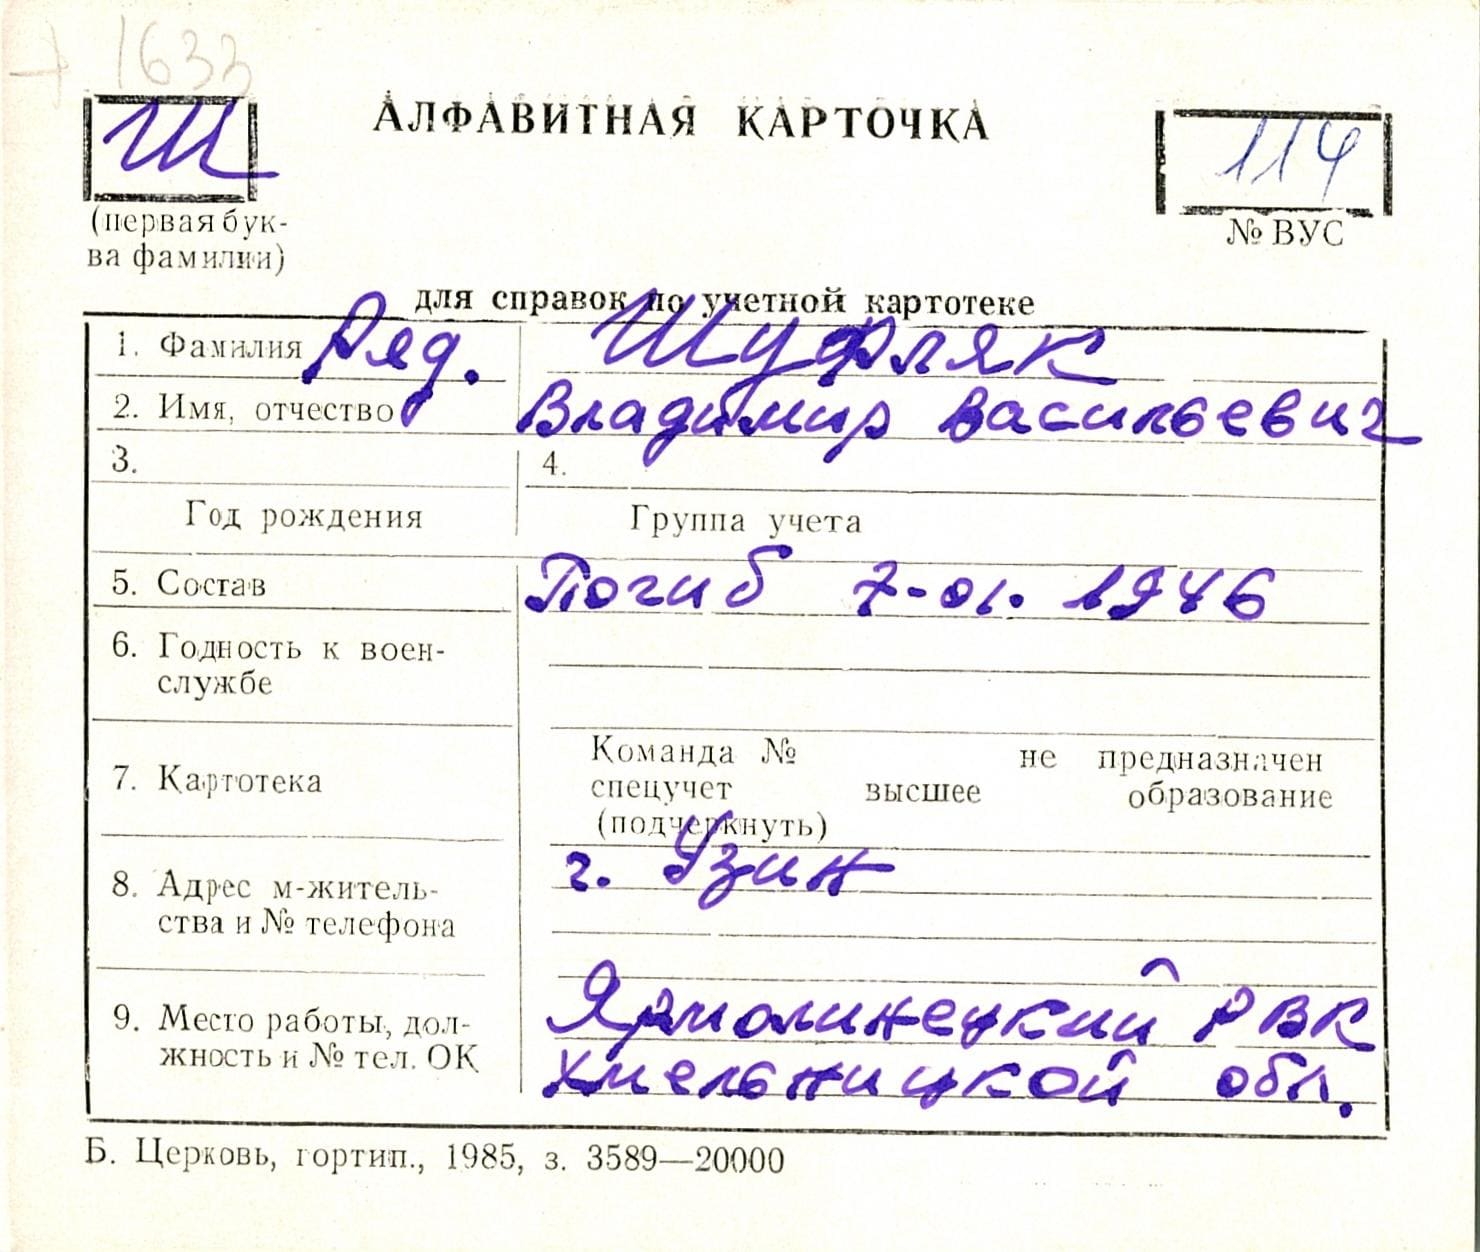 + 1633
Ш
АЛФАВИТНАЯ КАРТОЧКА
114
(первая бук-
ва фамилии)
№ ВУС
для справок по учетной картотеке
1. Фамилия Ряд. Шуфляк
2. Имя, отчество Владимир Васильевич
3.
4.
Год рождения
Группа учета
5. Состав Погиб 7-01. 1946
6. Годность к воен-
службе
7. Картотека
Команда № не предназначен
спецучет высшее образование
(подчеркнуть)
г. Узин
8. Адрес м-житель-
ства и № телефона
9. Место работы, дол-
жность и № тел. ОК
Ярмолинецкий РВК
Хмельницкой обл.
Б. Церковь, гортип., 1985, з. 3589—20000